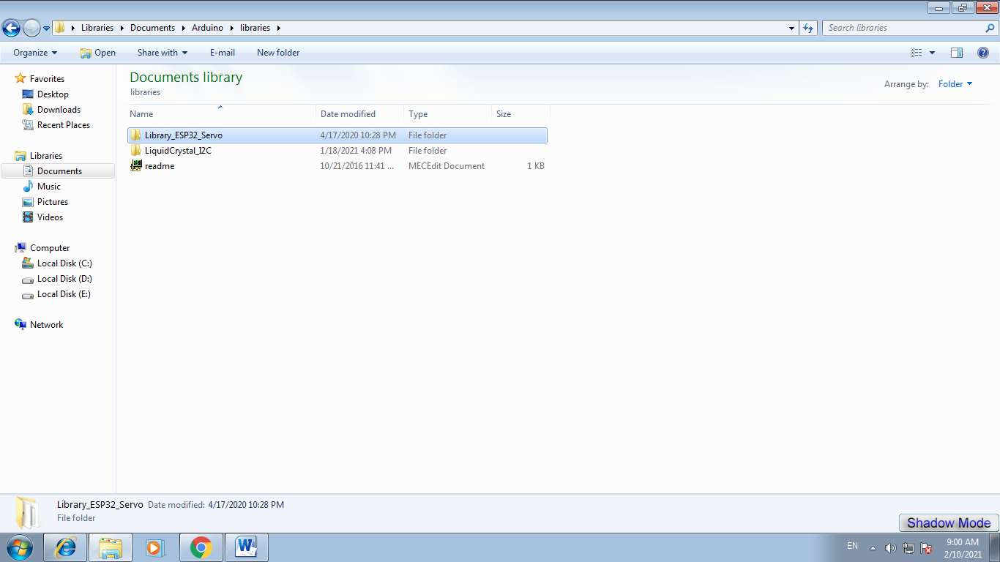 Libraries Documents Arduino libraries Search libraries
Organize Open Share with E-mail New folder
Favorites
Desktop
Downloads
Recent Places
Libraries
Documents
Music
Pictures
Videos
Computer
Local Disk (C:)
Local Disk (D:)
Local Disk (E:)
Network
Documents library
libraries
Arrange by: Folder
Name Date modified Type Size
Library_ESP32_Servo 4/17/2020 10:28 PM File folder
LiquidCrystal_I2C 1/18/2021 4:08 PM File folder
readme 10/21/2016 11:41 ... MECEdit Document 1 KB
Library_ESP32_Servo Date modified: 4/17/2020 10:28 PM
File folder
Shadow Mode
EN 9:00 AM
2/10/2021